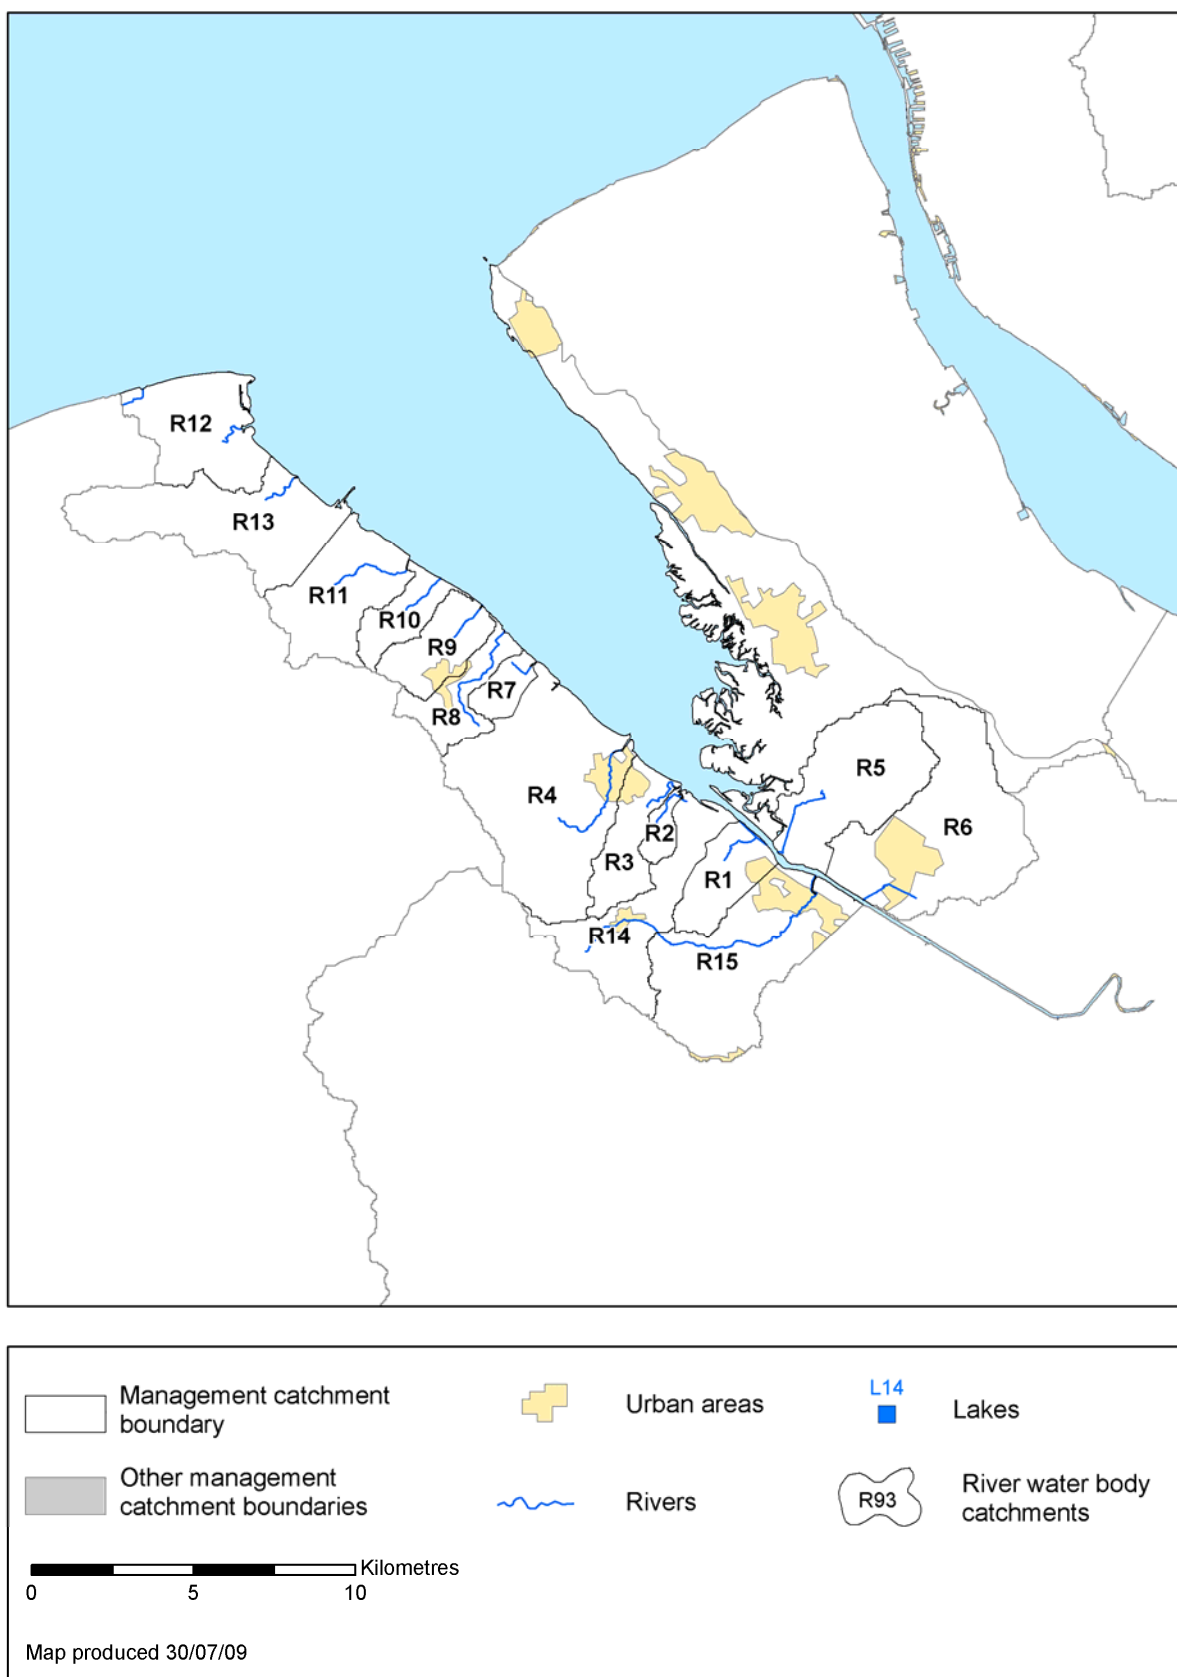 R12
R13
R11
R10
R9
R7
R8
R5
R4
R6
R2
R3
R1
R14
R15
Management catchment
boundary
Urban areas
L14
Lakes
Other management
catchment boundaries
Rivers
R93
River water body
catchments
Kilometres
0 5 10
Map produced 30/07/09